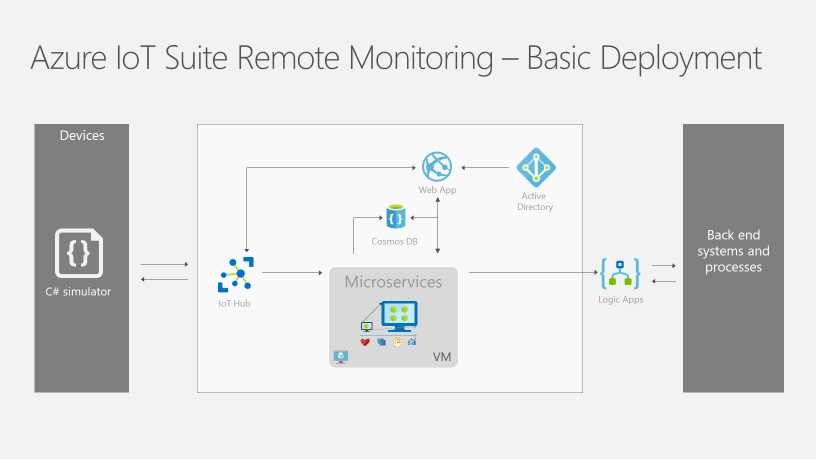 Azure IoT Suite Remote Monitoring – Basic Deployment
Devices
{ }
C# simulator
IoT Hub
Web App
Active
Directory
{ }
Cosmos DB
Microservices
VM
{ }
Logic Apps
Back end
systems and
processes